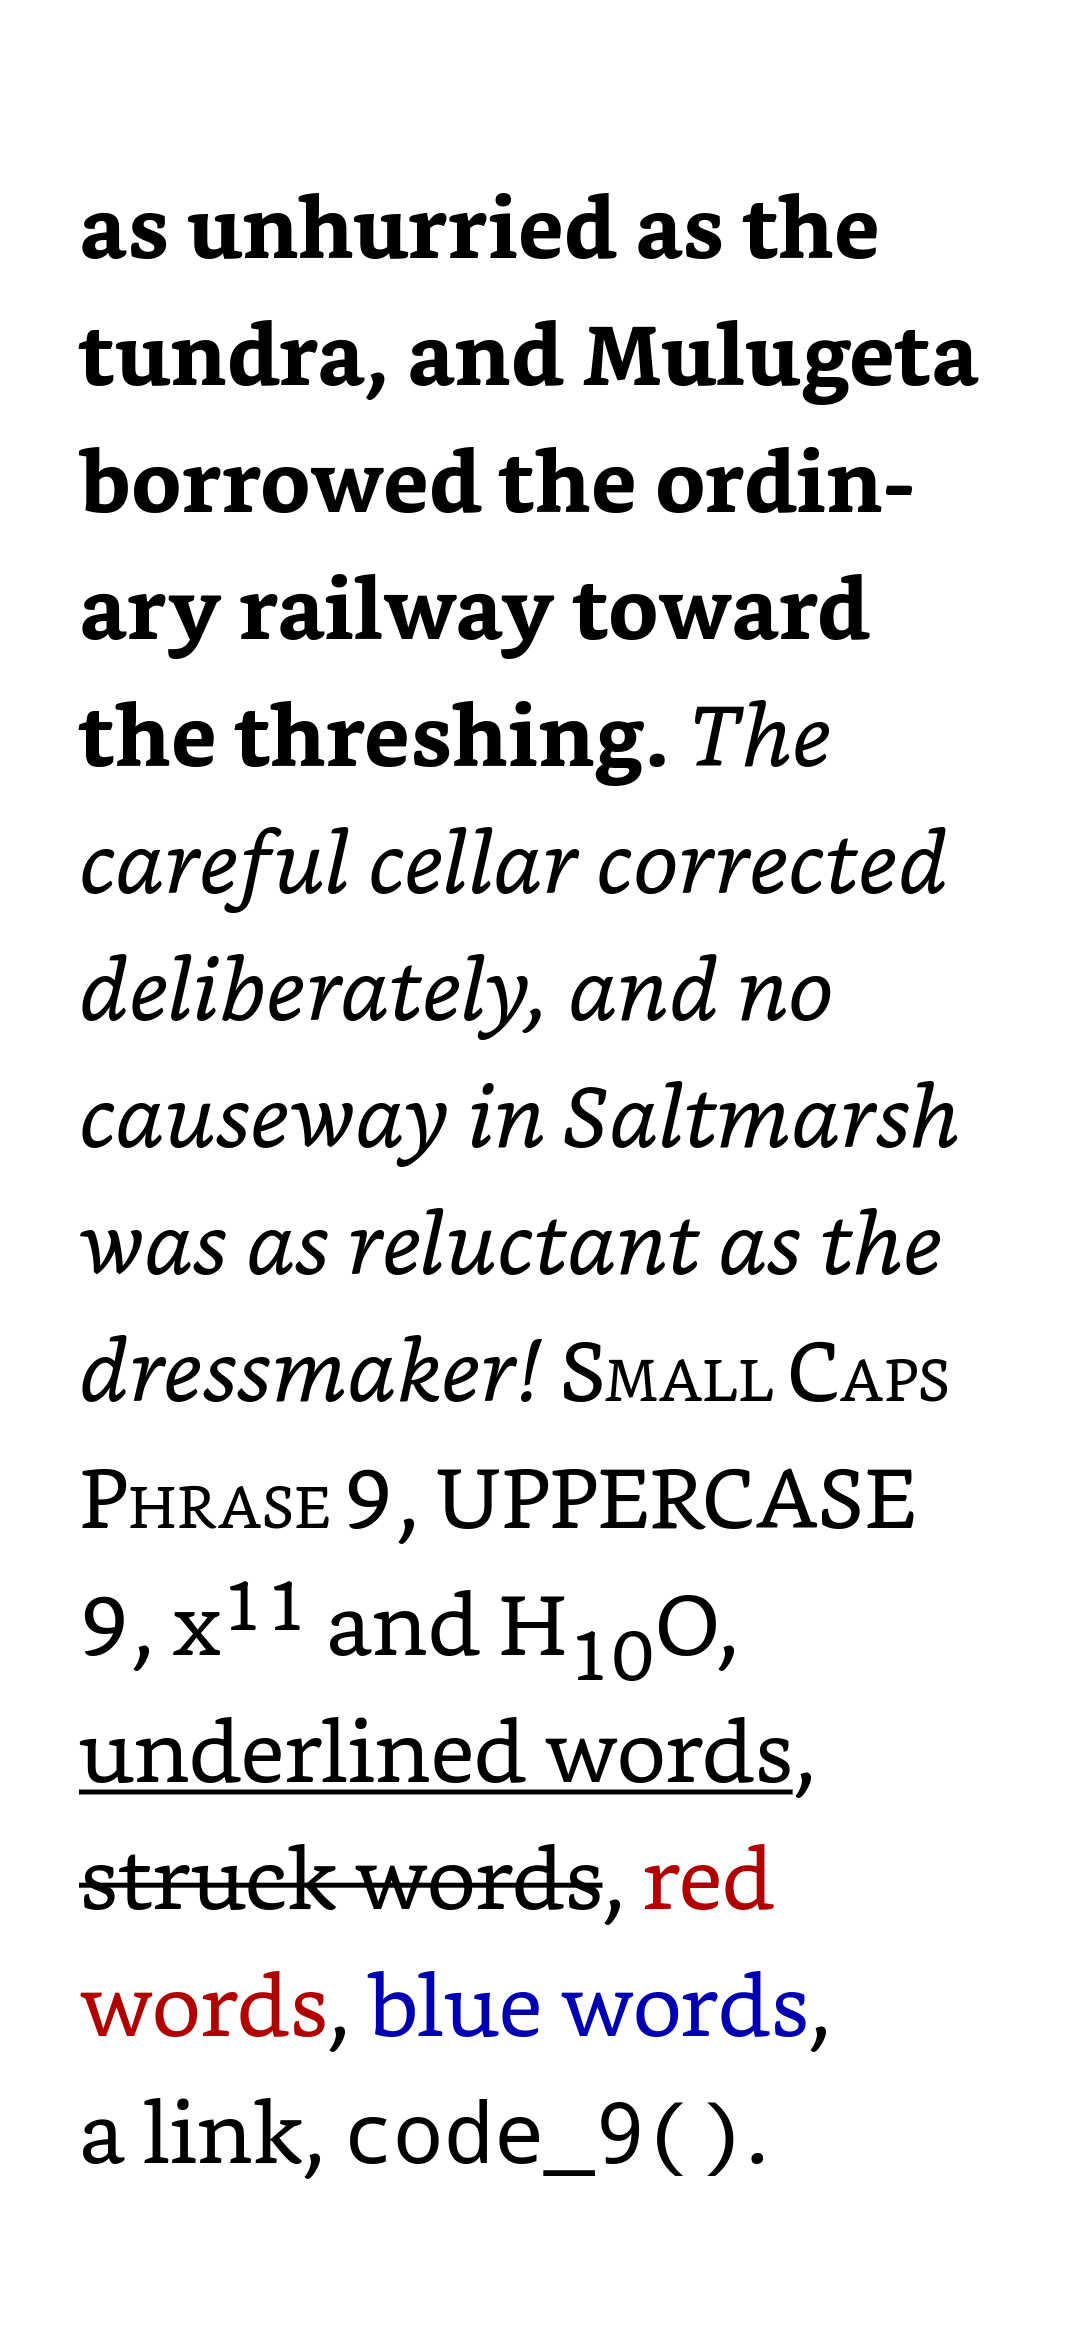 as unhurried as the
tundra, and Mulugeta
borrowed the ordin-
ary railway toward
the threshing. The
careful cellar corrected
deliberately, and no
causeway in Saltmarsh
was as reluctant as the
dressmaker! Small Caps
Phrase 9, UPPERCASE
9, x¹¹ and H₁₀O,
underlined words,
struck words, red
words, blue words,
a link, code_9().